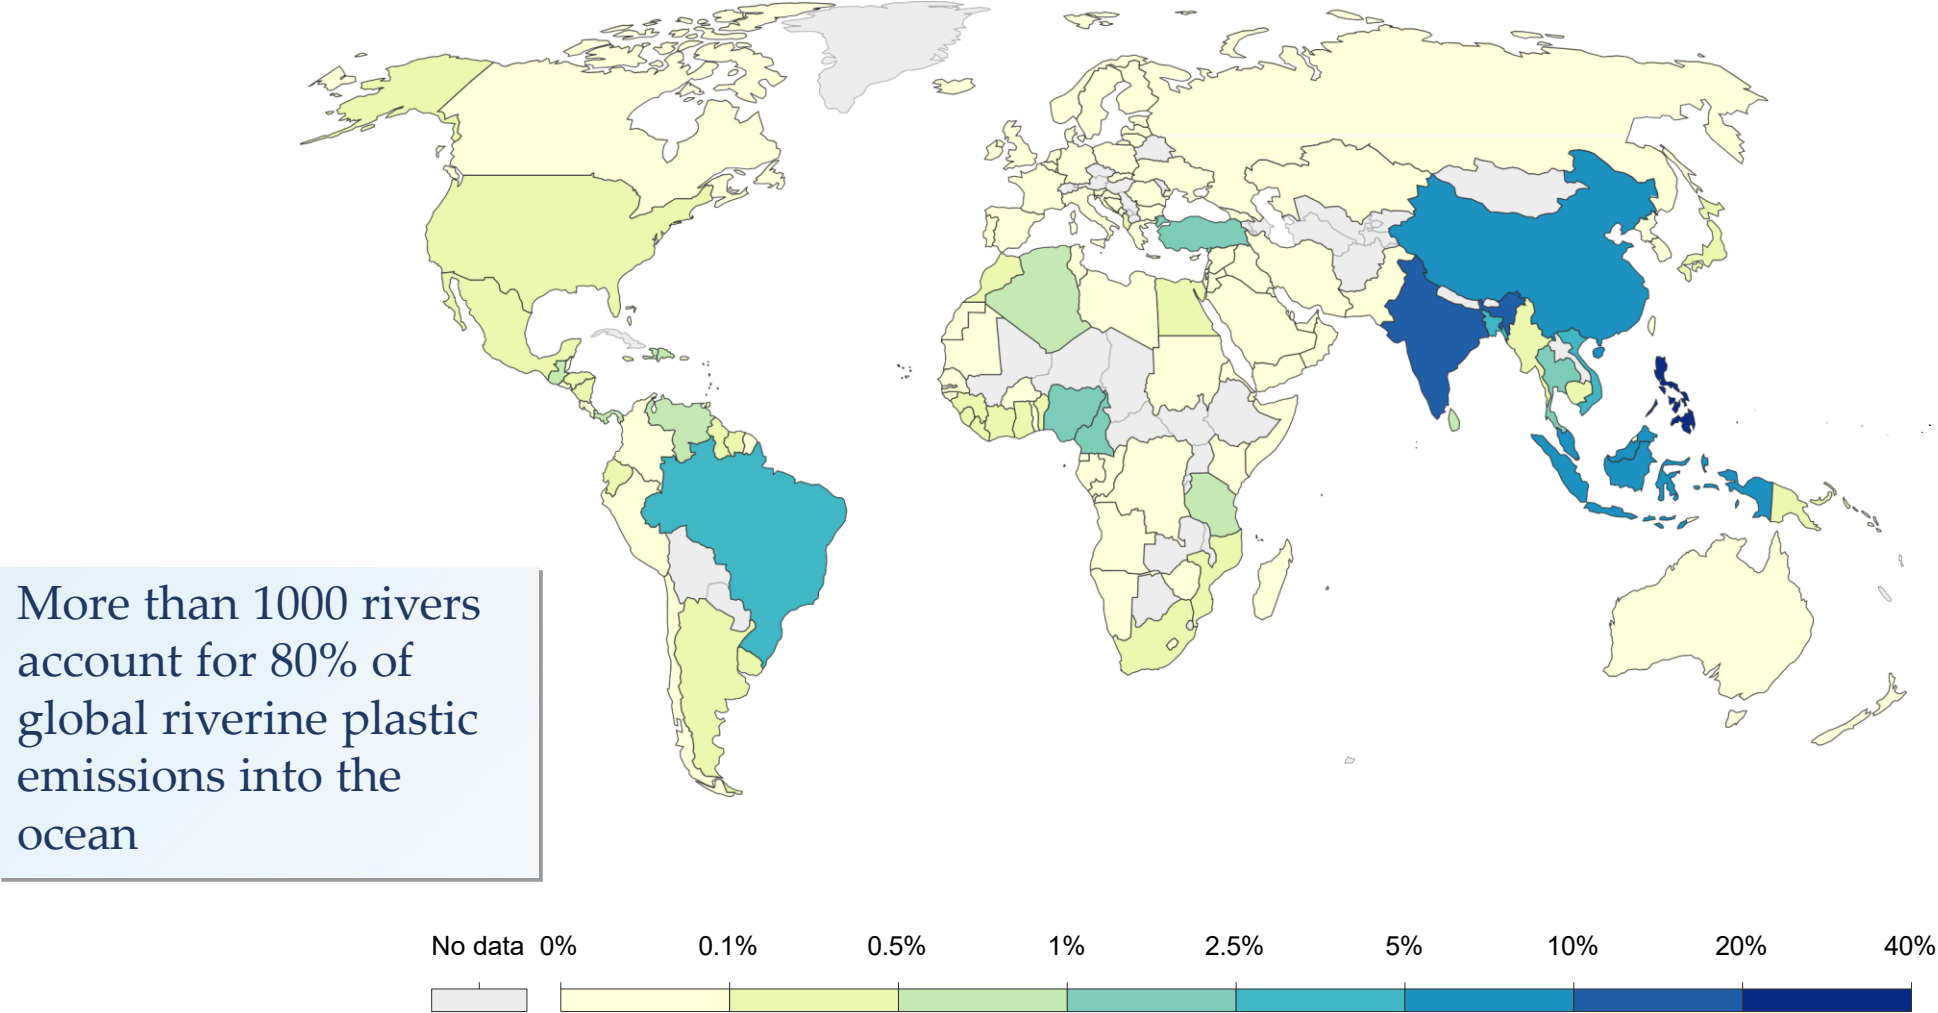 More than 1000 rivers
account for 80% of
global riverine plastic
emissions into the
ocean
No data 0% 0.1% 0.5% 1% 2.5% 5% 10% 20% 40%